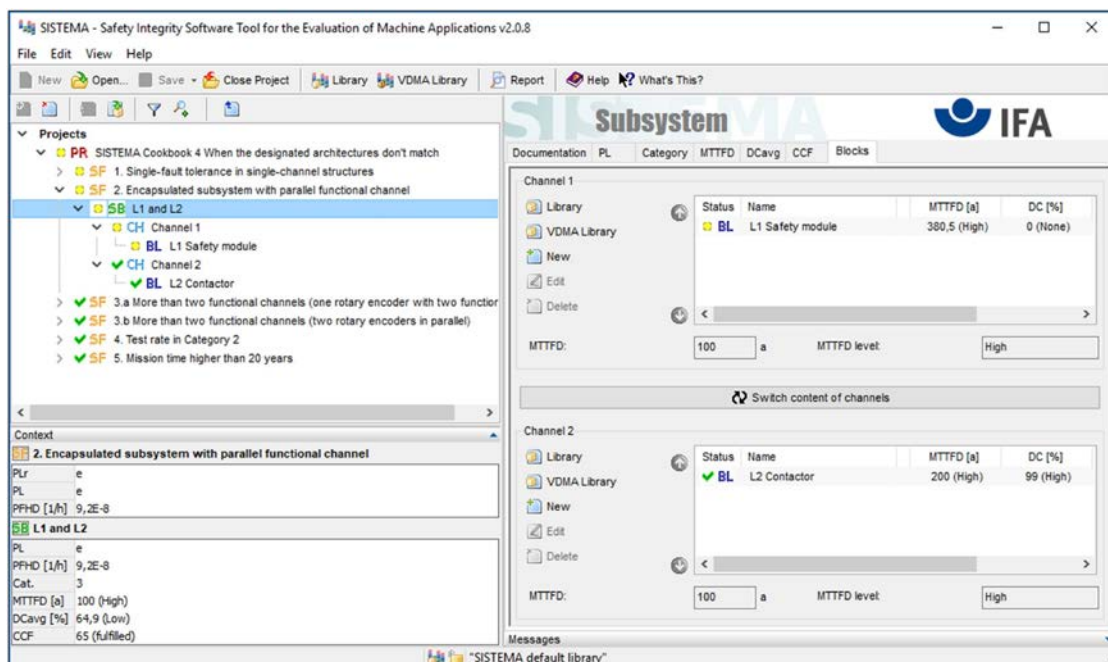 SISTEMA - Safety Integrity Software Tool for the Evaluation of Machine Applications v2.0.8
File Edit View Help
New Open... Save Close Project Library VDMA Library Report Help What's This?
Projects
PR SISTEMA Cookbook 4 When the designated architectures don't match
SF 1. Single-fault tolerance in single-channel structures
SF 2. Encapsulated subsystem with parallel functional channel
SB L1 and L2
CH Channel 1
BL L1 Safety module
CH Channel 2
BL L2 Contactor
SF 3.a More than two functional channels (one rotary encoder with two function
SF 3.b More than two functional channels (two rotary encoders in parallel)
SF 4. Test rate in Category 2
SF 5. Mission time higher than 20 years
Context
SF 2. Encapsulated subsystem with parallel functional channel
PLr e
PL e
PFHD [1/h] 9,2E-8
SB L1 and L2
PL e
PFHD [1/h] 9,2E-8
Cat. 3
MTTFD [a] 100 (High)
DCavg [%] 64,9 (Low)
CCF 65 (fulfilled)
SISTEMA
Subsystem
IFA
Documentation PL Category MTTFD DCavg CCF Blocks
Channel 1
Library
VDMA Library
New
Edit
Delete
Status Name MTTFD [a] DC [%]
BL L1 Safety module 380,5 (High) 0 (None)
MTTFD: 100 a MTTFD level: High
Switch content of channels
Channel 2
Library
VDMA Library
New
Edit
Delete
Status Name MTTFD [a] DC [%]
BL L2 Contactor 200 (High) 99 (High)
MTTFD: 100 a MTTFD level: High
Messages
"SISTEMA default library"